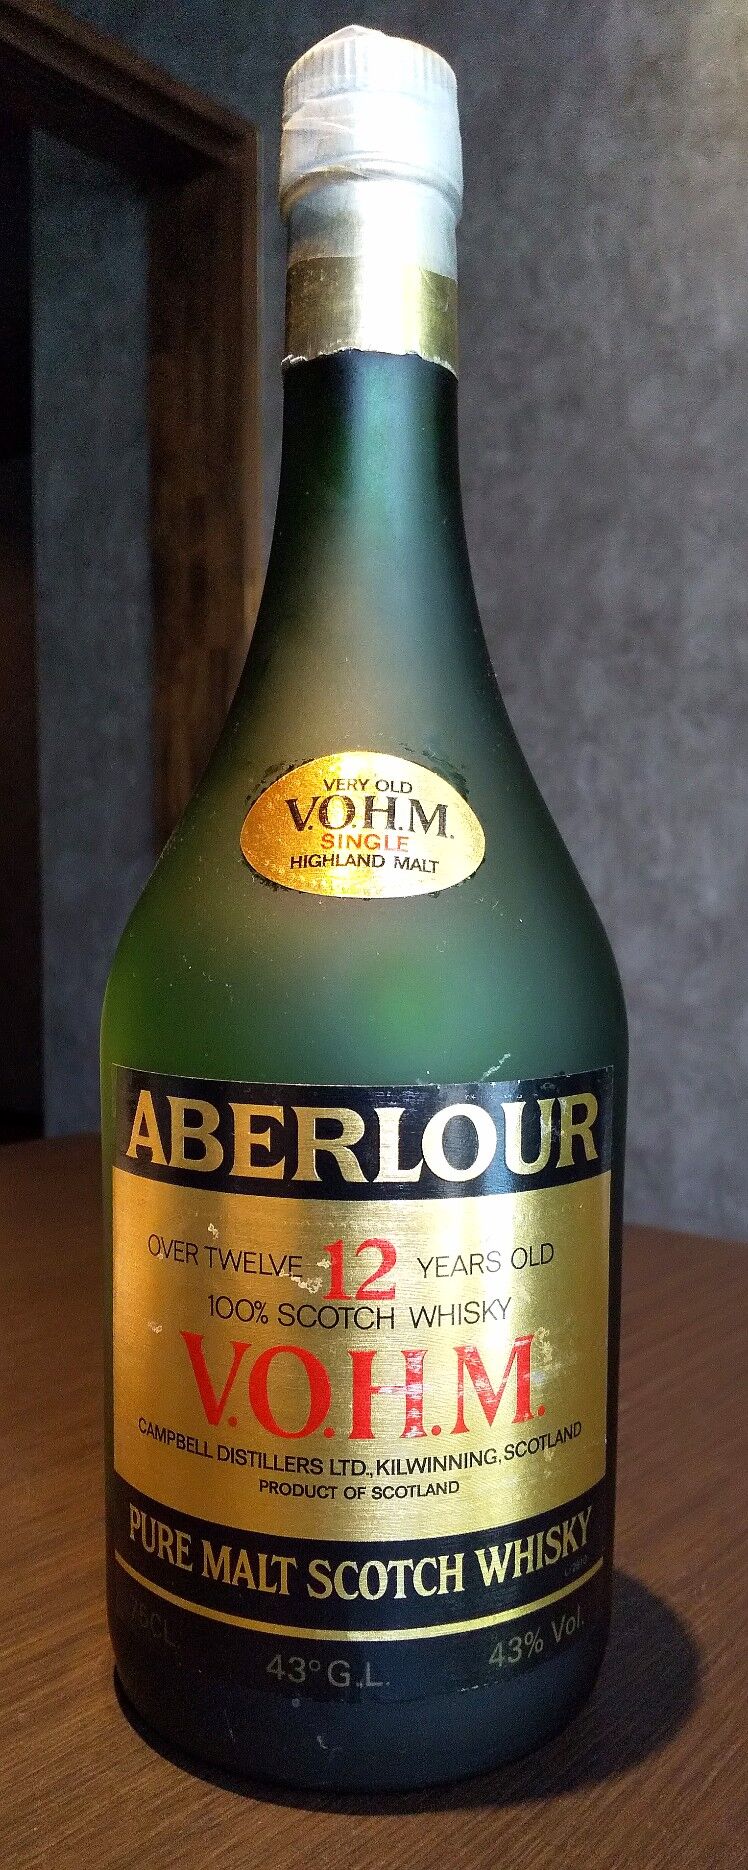 VERY OLD
V.O.H.M.
SINGLE
HIGHLAND MALT
ABERLOUR
OVER TWELVE 12 YEARS OLD
100% SCOTCH WHISKY
V.O.H.M.
CAMPBELL DISTILLERS LTD., KILWINNING, SCOTLAND
PRODUCT OF SCOTLAND
PURE MALT SCOTCH WHISKY
43° G.L. 43% Vol.